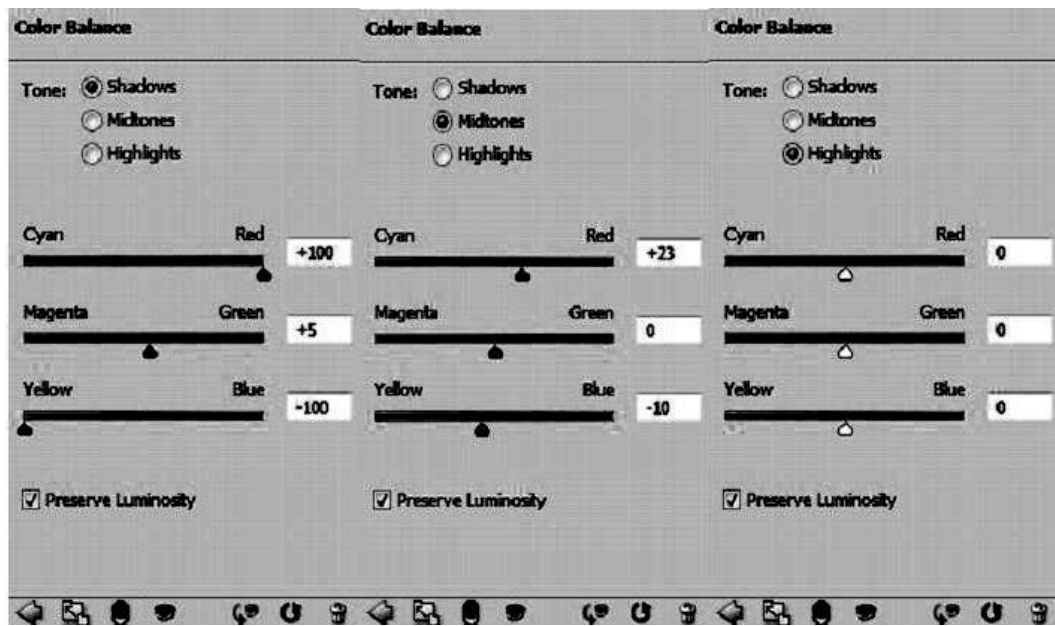 Color Balance
Tone: Shadows
Midtones
Highlights
Cyan Red +100
Magenta Green +5
Yellow Blue -100
Preserve Luminosity
Color Balance
Tone: Shadows
Midtones
Highlights
Cyan Red +23
Magenta Green 0
Yellow Blue -10
Preserve Luminosity
Color Balance
Tone: Shadows
Midtones
Highlights
Cyan Red 0
Magenta Green 0
Yellow Blue 0
Preserve Luminosity